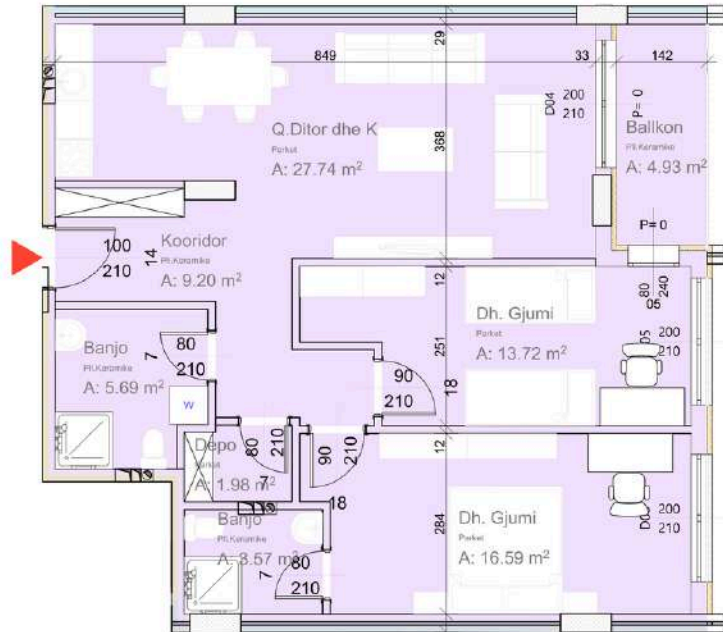 29
849
33
142
D04
200
210
P= 0
Q.Ditor dhe K
Parket
A: 27.74 m²
368
Ballkon
Pll.Keramike
A: 4.93 m²
P= 0
100
210
14
Kooridor
Pll.Keramike
A: 9.20 m²
12
80
240
05
Dh. Gjumi
Parket
A: 13.72 m²
251
200
210
Banjo
Pll.Keramike
A: 5.69 m²
7
80
210
W
90
210
18
Depo
Parket
A: 1.98 m²
80
210
7
90
210
18
12
Banjo
Pll.Keramike
A: 3.57 m²
7
80
210
284
Dh. Gjumi
Parket
A: 16.59 m²
200
210